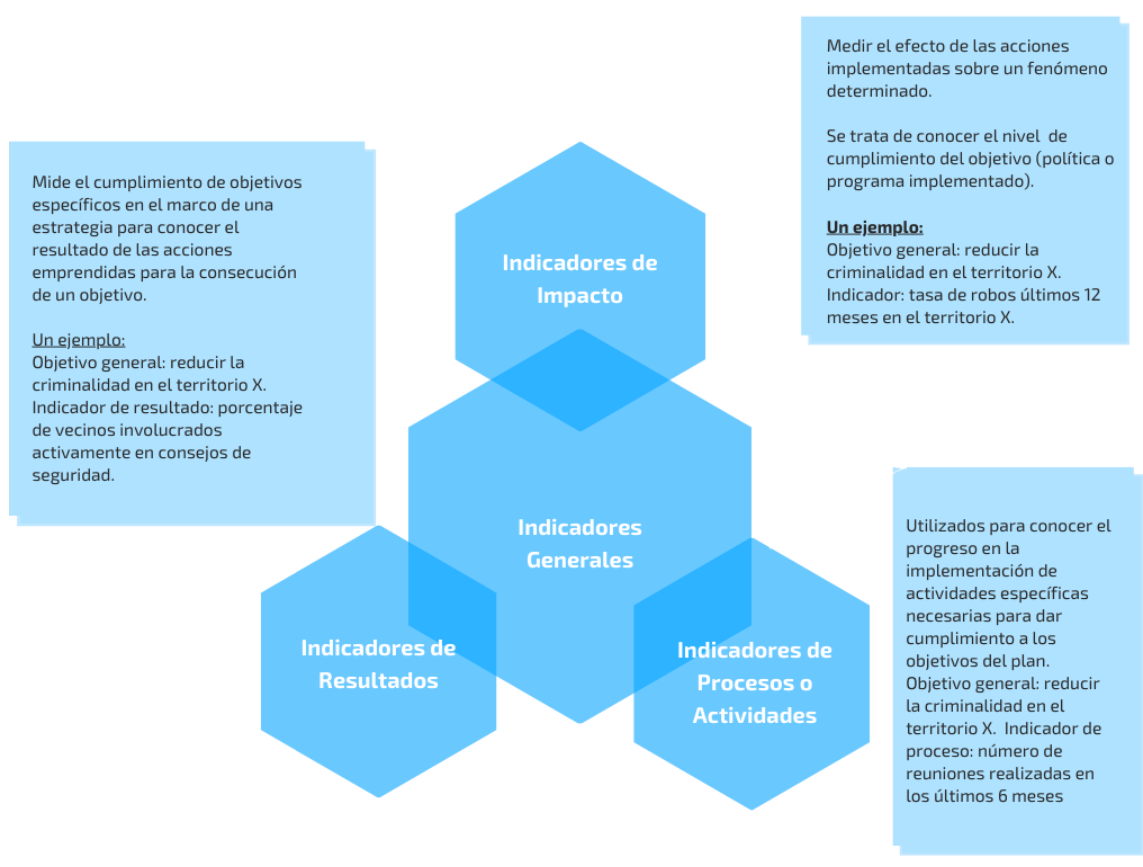 Medir el efecto de las acciones
implementadas sobre un fenómeno
determinado.
Se trata de conocer el nivel de
cumplimiento del objetivo (política o
programa implementado).
Un ejemplo:
Objetivo general: reducir la
criminalidad en el territorio X.
Indicador: tasa de robos últimos 12
meses en el territorio X.
Mide el cumplimiento de objetivos
específicos en el marco de una
estrategia para conocer el
resultado de las acciones
emprendidas para la consecución
de un objetivo.
Un ejemplo:
Objetivo general: reducir la
criminalidad en el territorio X.
Indicador de resultado: porcentaje
de vecinos involucrados
activamente en consejos de
seguridad.
Indicadores de
Impacto
Indicadores
Generales
Indicadores de
Resultados
Indicadores de
Procesos o
Actividades
Utilizados para conocer el
progreso en la
implementación de
actividades específicas
necesarias para dar
cumplimiento a los
objetivos del plan.
Objetivo general: reducir
la criminalidad en el
territorio X. Indicador de
proceso: número de
reuniones realizadas en
los últimos 6 meses